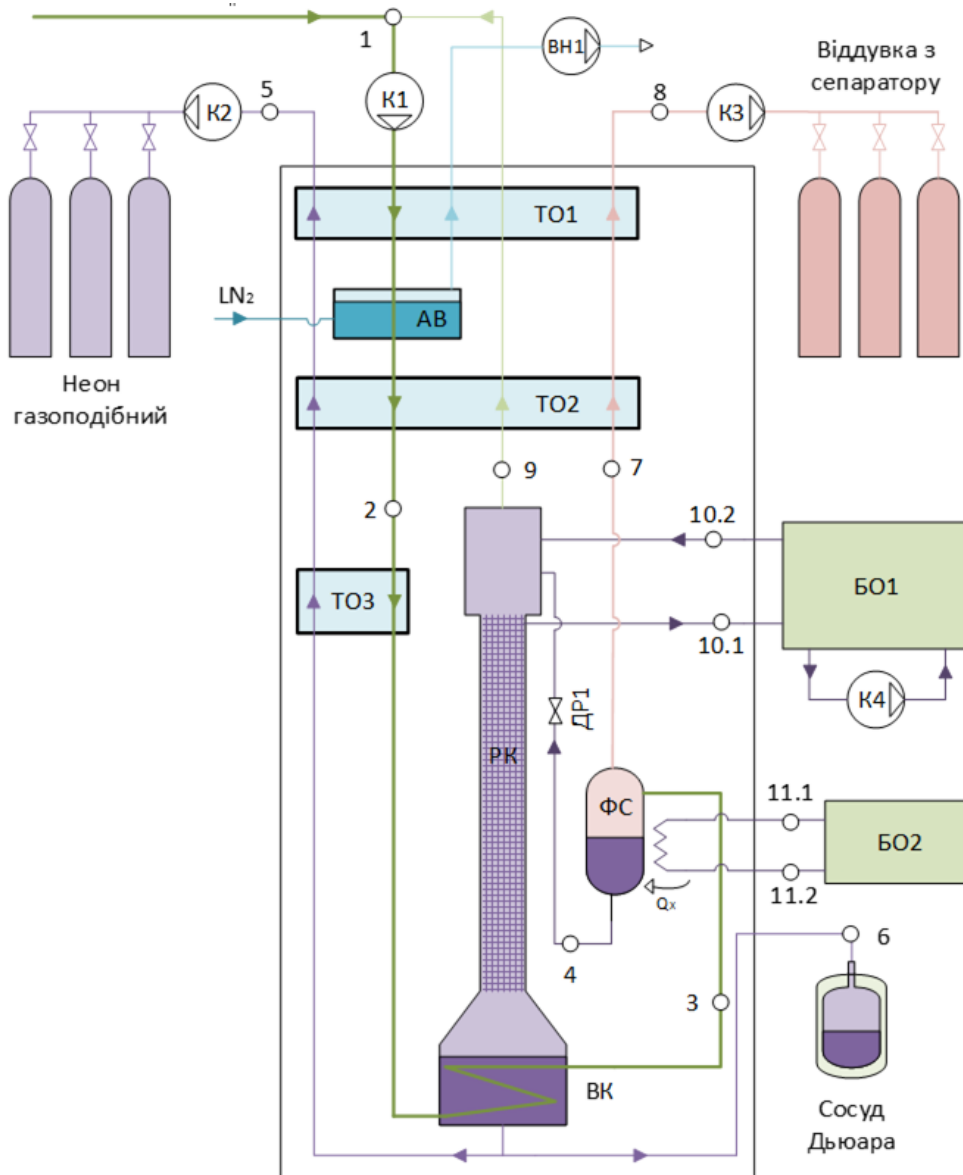 1
ВН1
Віддувка з
сепаратору
5
К2
К1
8
К3
ТО1
LN₂
АВ
Неон
газоподібний
ТО2
9
7
2
10.2
ТО3
БО1
10.1
К4
ДР1
РК
ФС
11.1
БО2
11.2
Qₓ
4
6
3
ВК
Сосуд
Дьюара